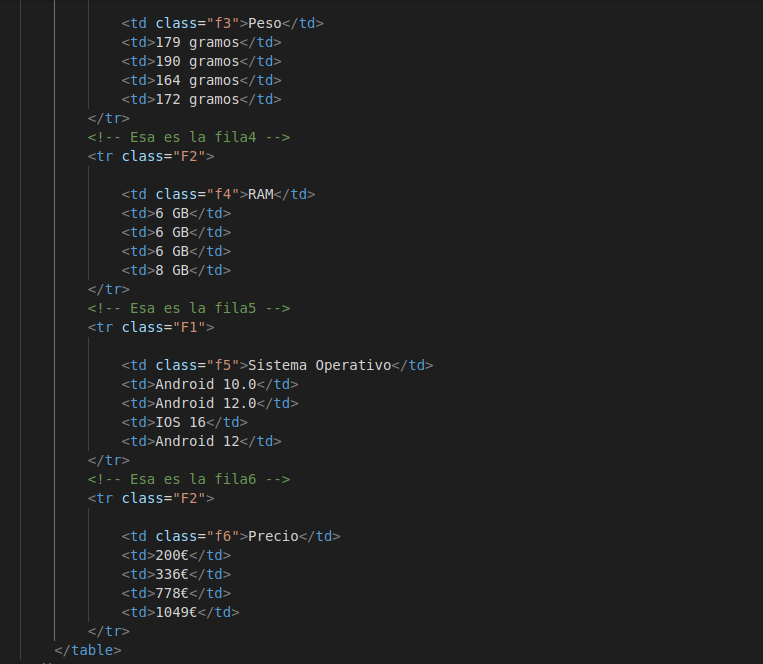 <td class="f3">Peso</td>
<td>179 gramos</td>
<td>190 gramos</td>
<td>164 gramos</td>
<td>172 gramos</td>
</tr>
<!-- Esa es la fila4 -->
<tr class="F2">
<td class="f4">RAM</td>
<td>6 GB</td>
<td>6 GB</td>
<td>6 GB</td>
<td>8 GB</td>
</tr>
<!-- Esa es la fila5 -->
<tr class="F1">
<td class="f5">Sistema Operativo</td>
<td>Android 10.0</td>
<td>Android 12.0</td>
<td>IOS 16</td>
<td>Android 12</td>
</tr>
<!-- Esa es la fila6 -->
<tr class="F2">
<td class="f6">Precio</td>
<td>200€</td>
<td>336€</td>
<td>778€</td>
<td>1049€</td>
</tr>
</table>